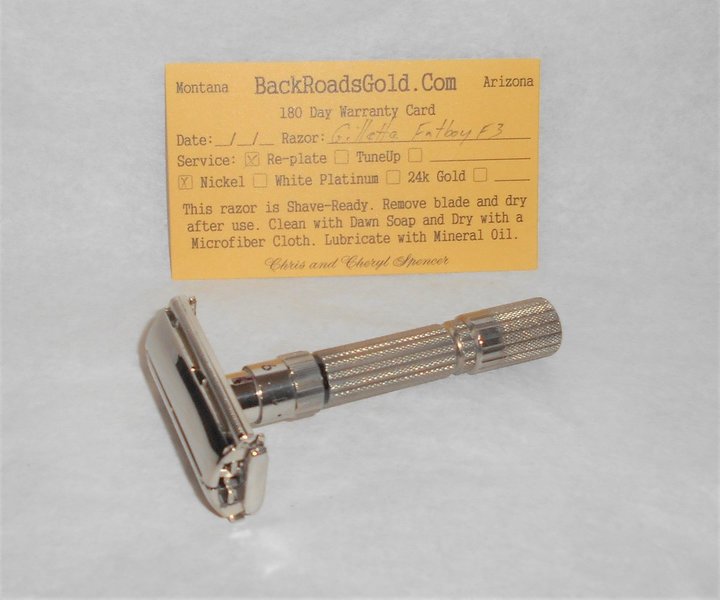 Montana BackRoadsGold.Com Arizona
180 Day Warranty Card
Date:_/_/_ Razor: Gillette Fatboy F3
Service: ☒ Re-plate ☐ TuneUp ☐
☒ Nickel ☐ White Platinum ☐ 24k Gold ☐
This razor is Shave-Ready. Remove blade and dry
after use. Clean with Dawn Soap and Dry with a
Microfiber Cloth. Lubricate with Mineral Oil.
Chris and Cheryl Spencer